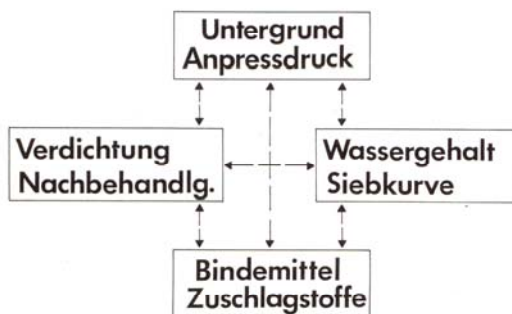 Untergrund
Anpressdruck
Verdichtung
Nachbehandlg.
Wassergehalt
Siebkurve
Bindemittel
Zuschlagstoffe